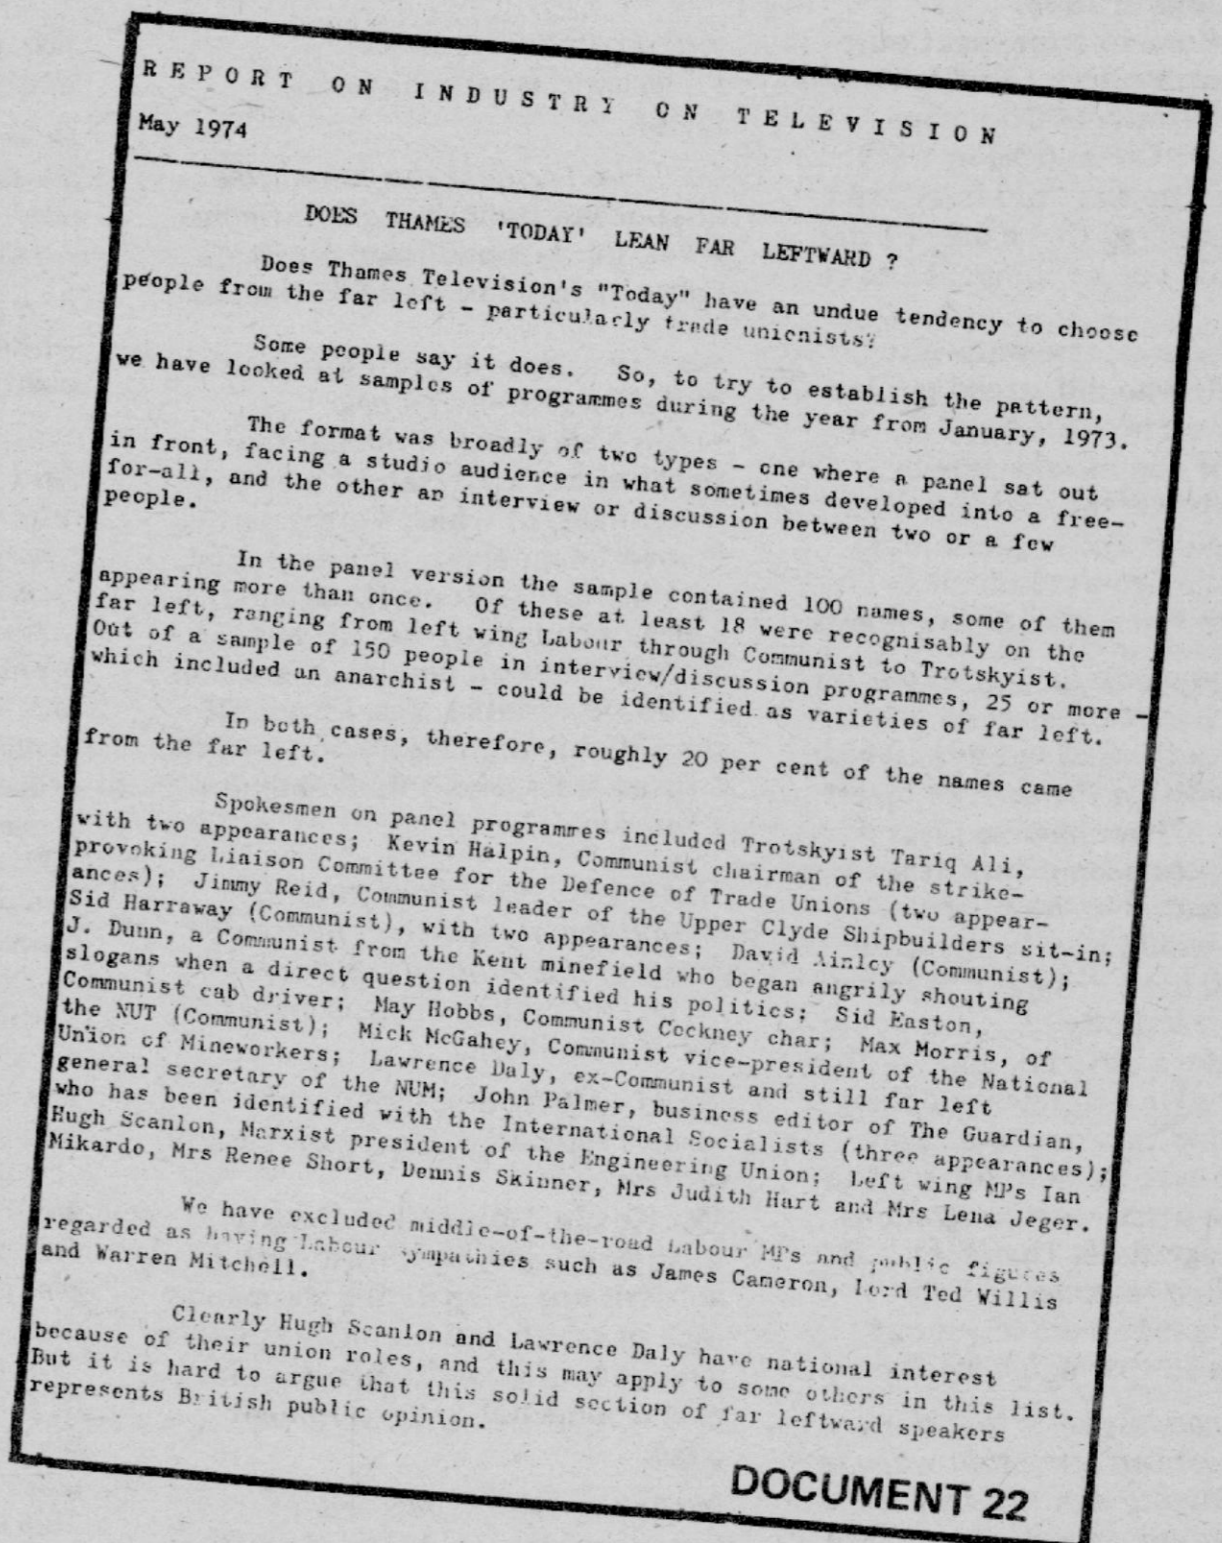 REPORT ON INDUSTRY ON TELEVISION
May 1974
DOES THAMES 'TODAY' LEAN FAR LEFTWARD ?
Does Thames Television's "Today" have an undue tendency to choose
people from the far left - particularly trade unionists?
Some people say it does. So, to try to establish the pattern,
we have looked at samples of programmes during the year from January, 1973.
The format was broadly of two types - one where a panel sat out
in front, facing a studio audience in what sometimes developed into a free-
for-all, and the other an interview or discussion between two or a few
people.
In the panel version the sample contained 100 names, some of them
appearing more than once. Of these at least 18 were recognisably on the
far left, ranging from left wing Labour through Communist to Trotskyist.
Out of a sample of 150 people in interview/discussion programmes, 25 or more -
which included an anarchist - could be identified as varieties of far left.
In both cases, therefore, roughly 20 per cent of the names came
from the far left.
Spokesmen on panel programmes included Trotskyist Tariq Ali,
with two appearances; Kevin Halpin, Communist chairman of the strike-
provoking Liaison Committee for the Defence of Trade Unions (two appear-
ances); Jimmy Reid, Communist leader of the Upper Clyde Shipbuilders sit-in;
Sid Harraway (Communist), with two appearances; David Ainley (Communist);
J. Dunn, a Communist from the Kent minefield who began angrily shouting
slogans when a direct question identified his politics; Sid Easton,
Communist cab driver; May Hobbs, Communist Cockney char; Max Morris, of
the NUT (Communist); Mick McGahey, Communist vice-president of the National
Union of Mineworkers; Lawrence Daly, ex-Communist and still far left
general secretary of the NUM; John Palmer, business editor of The Guardian,
who has been identified with the International Socialists (three appearances);
Hugh Scanlon, Marxist president of the Engineering Union; Left wing MPs Ian
Mikardo, Mrs Renee Short, Dennis Skinner, Mrs Judith Hart and Mrs Lena Jeger.
We have excluded middle-of-the-road Labour MPs and public figures
regarded as having Labour sympathies such as James Cameron, Lord Ted Willis
and Warren Mitchell.
Clearly Hugh Scanlon and Lawrence Daly have national interest
because of their union roles, and this may apply to some others in this list.
But it is hard to argue that this solid section of far leftward speakers
represents British public opinion.
DOCUMENT 22